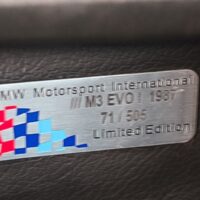 MW Motorsport International
/// M3 EVO I 1987
71 / 505
Limited Edition